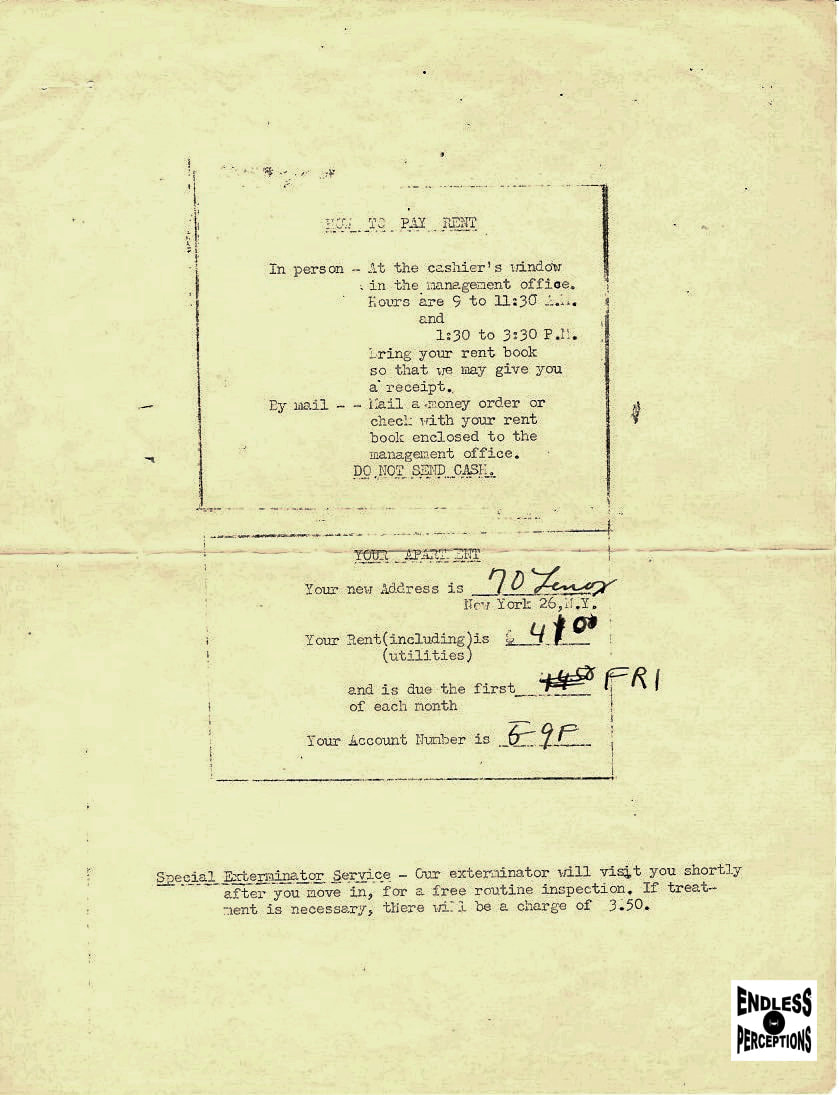 HOW TO PAY RENT
In person - At the cashier's window
in the management office.
Hours are 9 to 11:30 A.M.
and
1:30 to 3:30 P.M.
Bring your rent book
so that we may give you
a receipt.
By mail - - Mail a money order or
check with your rent
book enclosed to the
management office.
DO NOT SEND CASH.
YOUR APARTMENT
Your new Address is 70 Lenox
New York 26, N.Y.
Your Rent(including)is $ 41 00
(utilities)
and is due the first FRI
of each month
Your Account Number is 9F
Special Exterminator Service - Our exterminator will visit you shortly
after you move in, for a free routine inspection. If treat-
ment is necessary, there will be a charge of 3.50.
ENDLESS
PERCEPTIONS